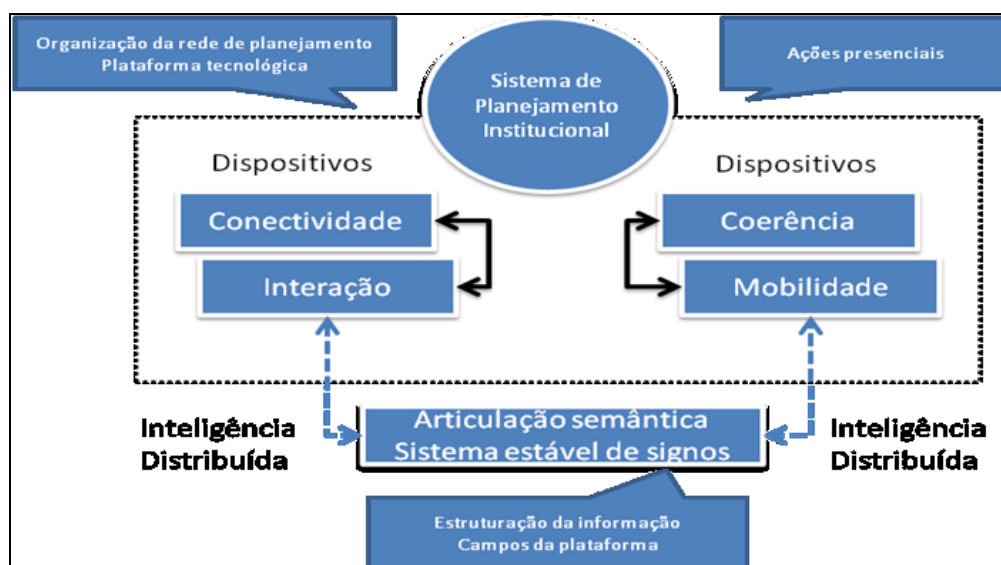 Organização da rede de planejamento
Plataforma tecnológica
Sistema de
Planejamento
Institucional
Ações presenciais
Dispositivos
Conectividade
Interação
Dispositivos
Coerência
Mobilidade
Inteligência
Distribuída
Articulação semântica
Sistema estável de signos
Inteligência
Distribuída
Estruturação da informação
Campos da plataforma